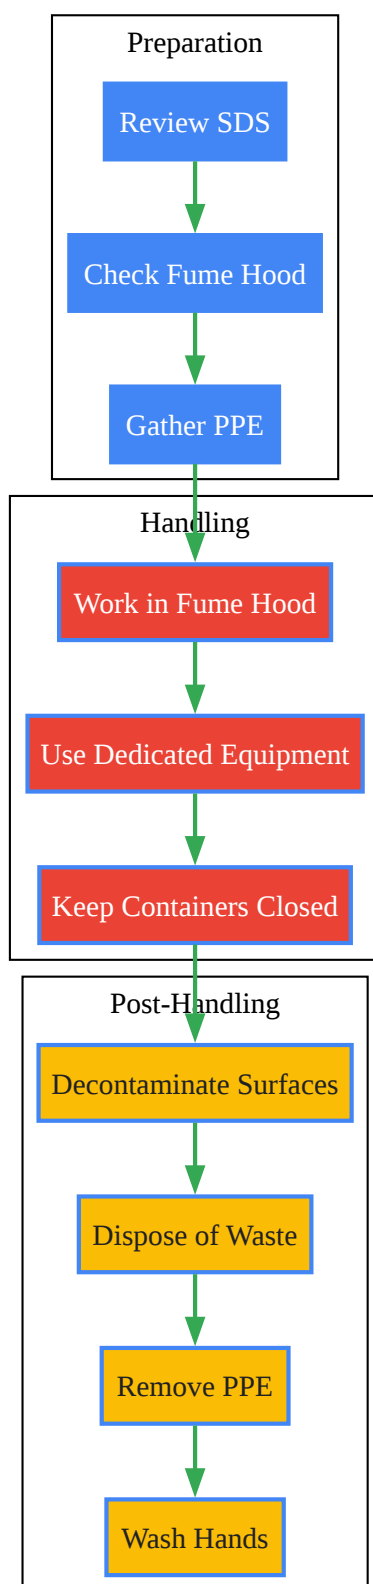 Preparation
Review SDS
Check Fume Hood
Gather PPE
Handling
Work in Fume Hood
Use Dedicated Equipment
Keep Containers Closed
Post-Handling
Decontaminate Surfaces
Dispose of Waste
Remove PPE
Wash Hands